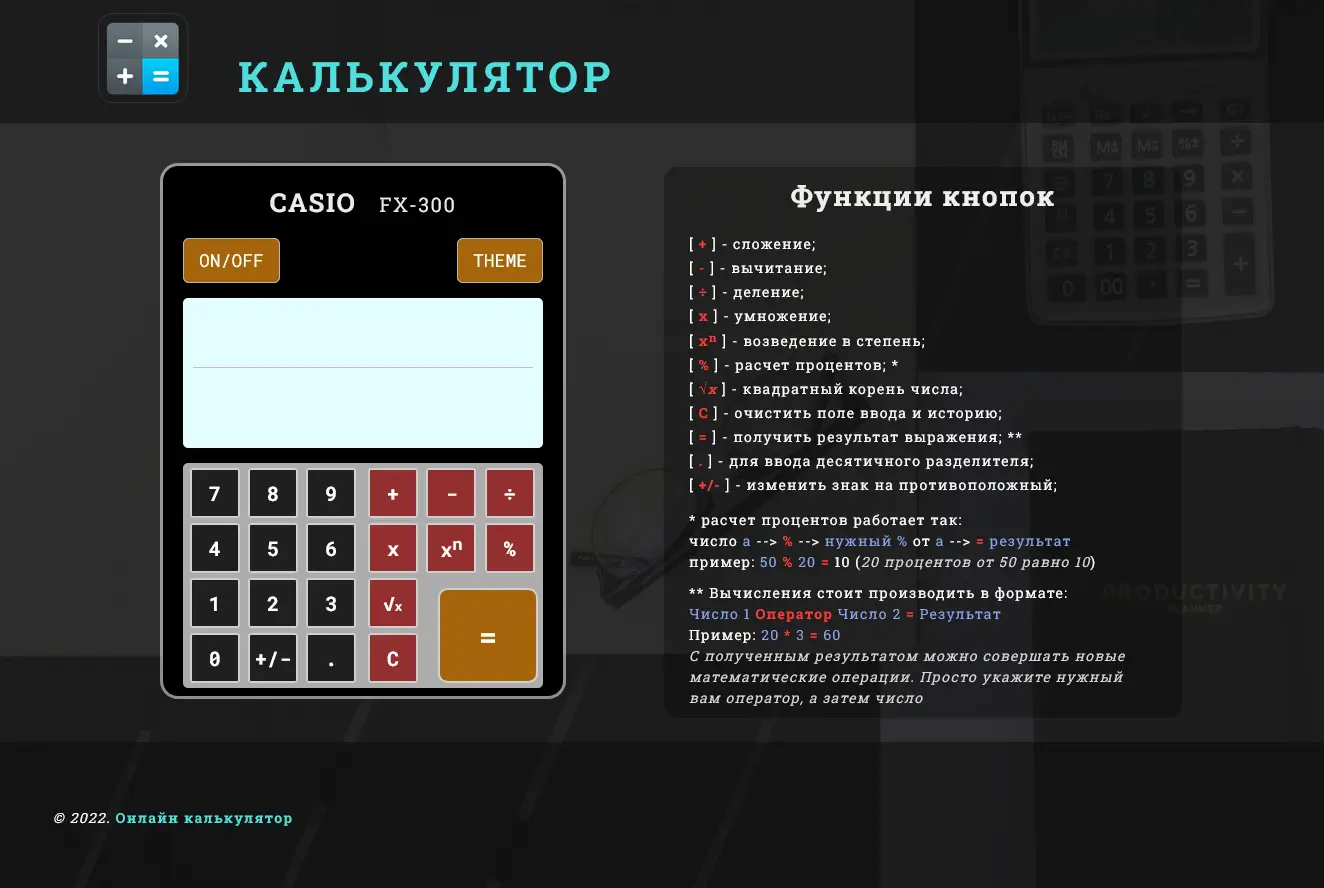 КАЛЬКУЛЯТОР
CASIO FX-300
ON/OFF THEME
7 8 9 + - ÷
4 5 6 x xⁿ %
1 2 3 √x
0 +/- . C =
Функции кнопок
[ + ] - сложение;
[ - ] - вычитание;
[ ÷ ] - деление;
[ x ] - умножение;
[ xⁿ ] - возведение в степень;
[ % ] - расчет процентов; *
[ √x ] - квадратный корень числа;
[ C ] - очистить поле ввода и историю;
[ = ] - получить результат выражения; **
[ . ] - для ввода десятичного разделителя;
[ +/- ] - изменить знак на противоположный;
* расчет процентов работает так:
число a --> % --> нужный % от a --> = результат
пример: 50 % 20 = 10 (20 процентов от 50 равно 10)
** Вычисления стоит производить в формате:
Число 1 Оператор Число 2 = Результат
Пример: 20 * 3 = 60
С полученным результатом можно совершать новые
математические операции. Просто укажите нужный
вам оператор, а затем число
PRODUCTIVITY
PLANNER
© 2022. Онлайн калькулятор